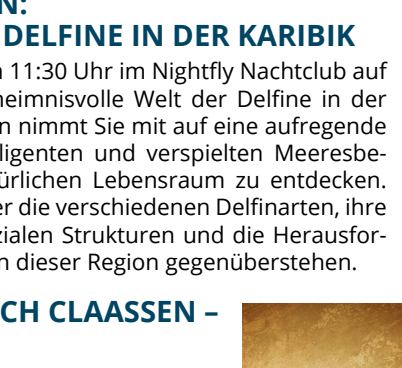 N:
DELFINE IN DER KARIBIK
11:30 Uhr im Nightfly Nachtclub auf
heimnisvolle Welt der Delfine in der
n nimmt Sie mit auf eine aufregende
ligenten und verspielten Meeresbe-
ürlichen Lebensraum zu entdecken.
er die verschiedenen Delfinarten, ihre
zialen Strukturen und die Herausfor-
n dieser Region gegenüberstehen.
CH CLAASSEN –